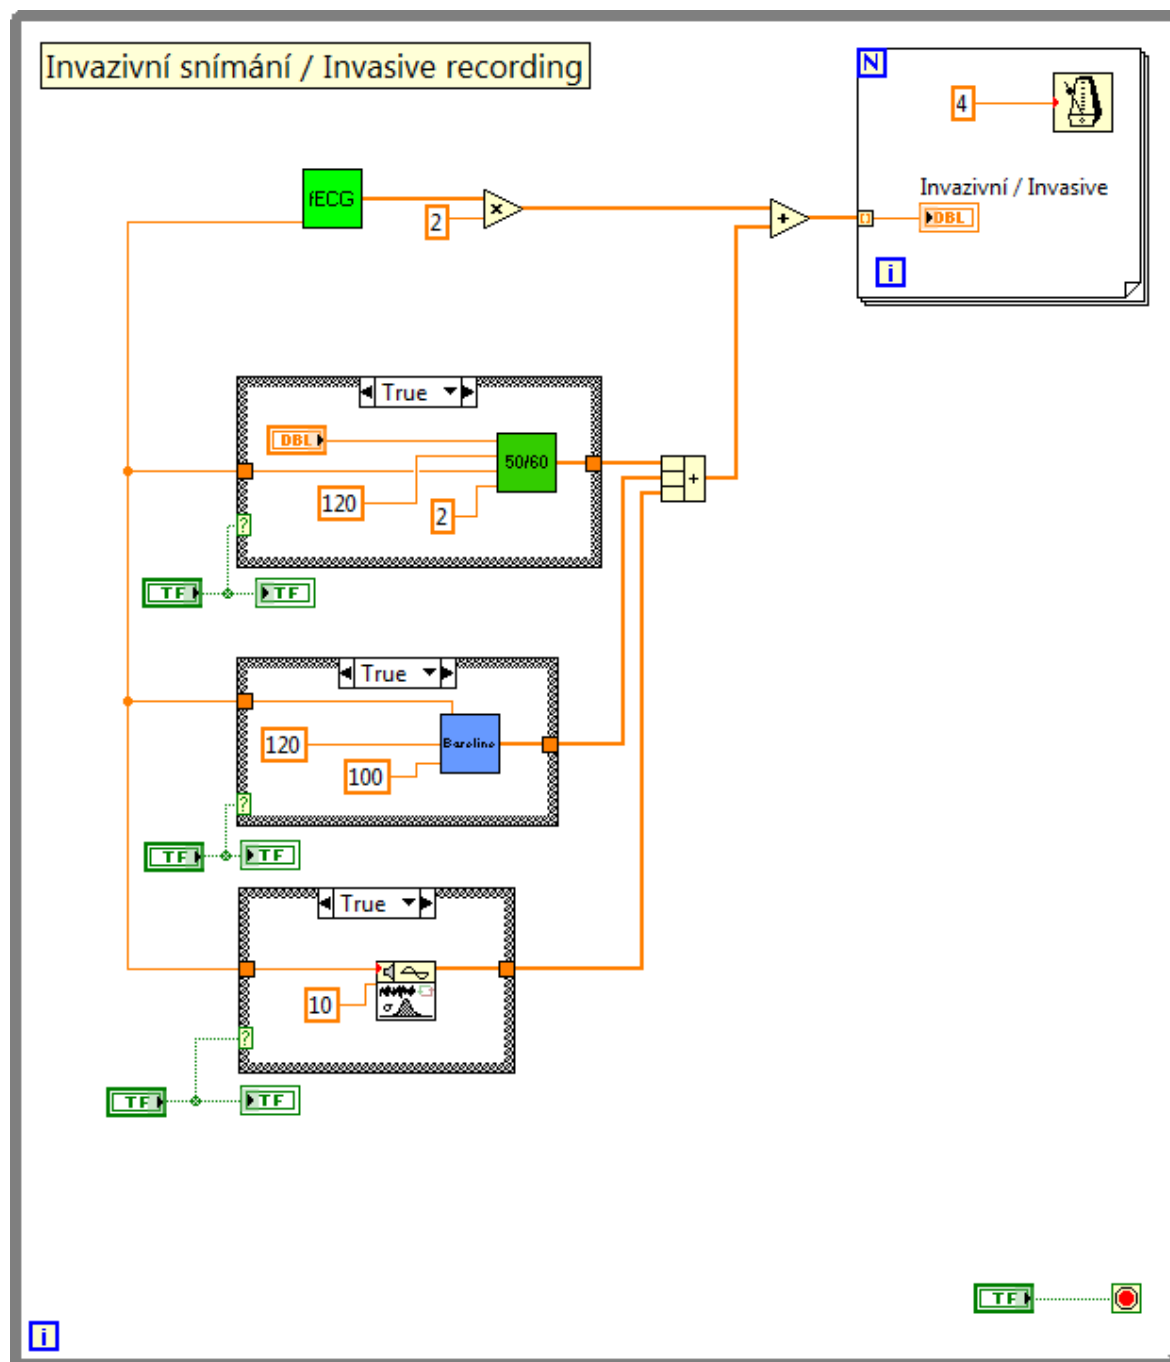 Invazivní snímání / Invasive recording
N
4
fECG
2
x
+
Invazivní / Invasive
DBL
i
True
DBL
50/60
120
2
+
?
TF
TF
True
120
Bareline
100
?
TF
TF
True
10
σ
?
TF
TF
TF
i